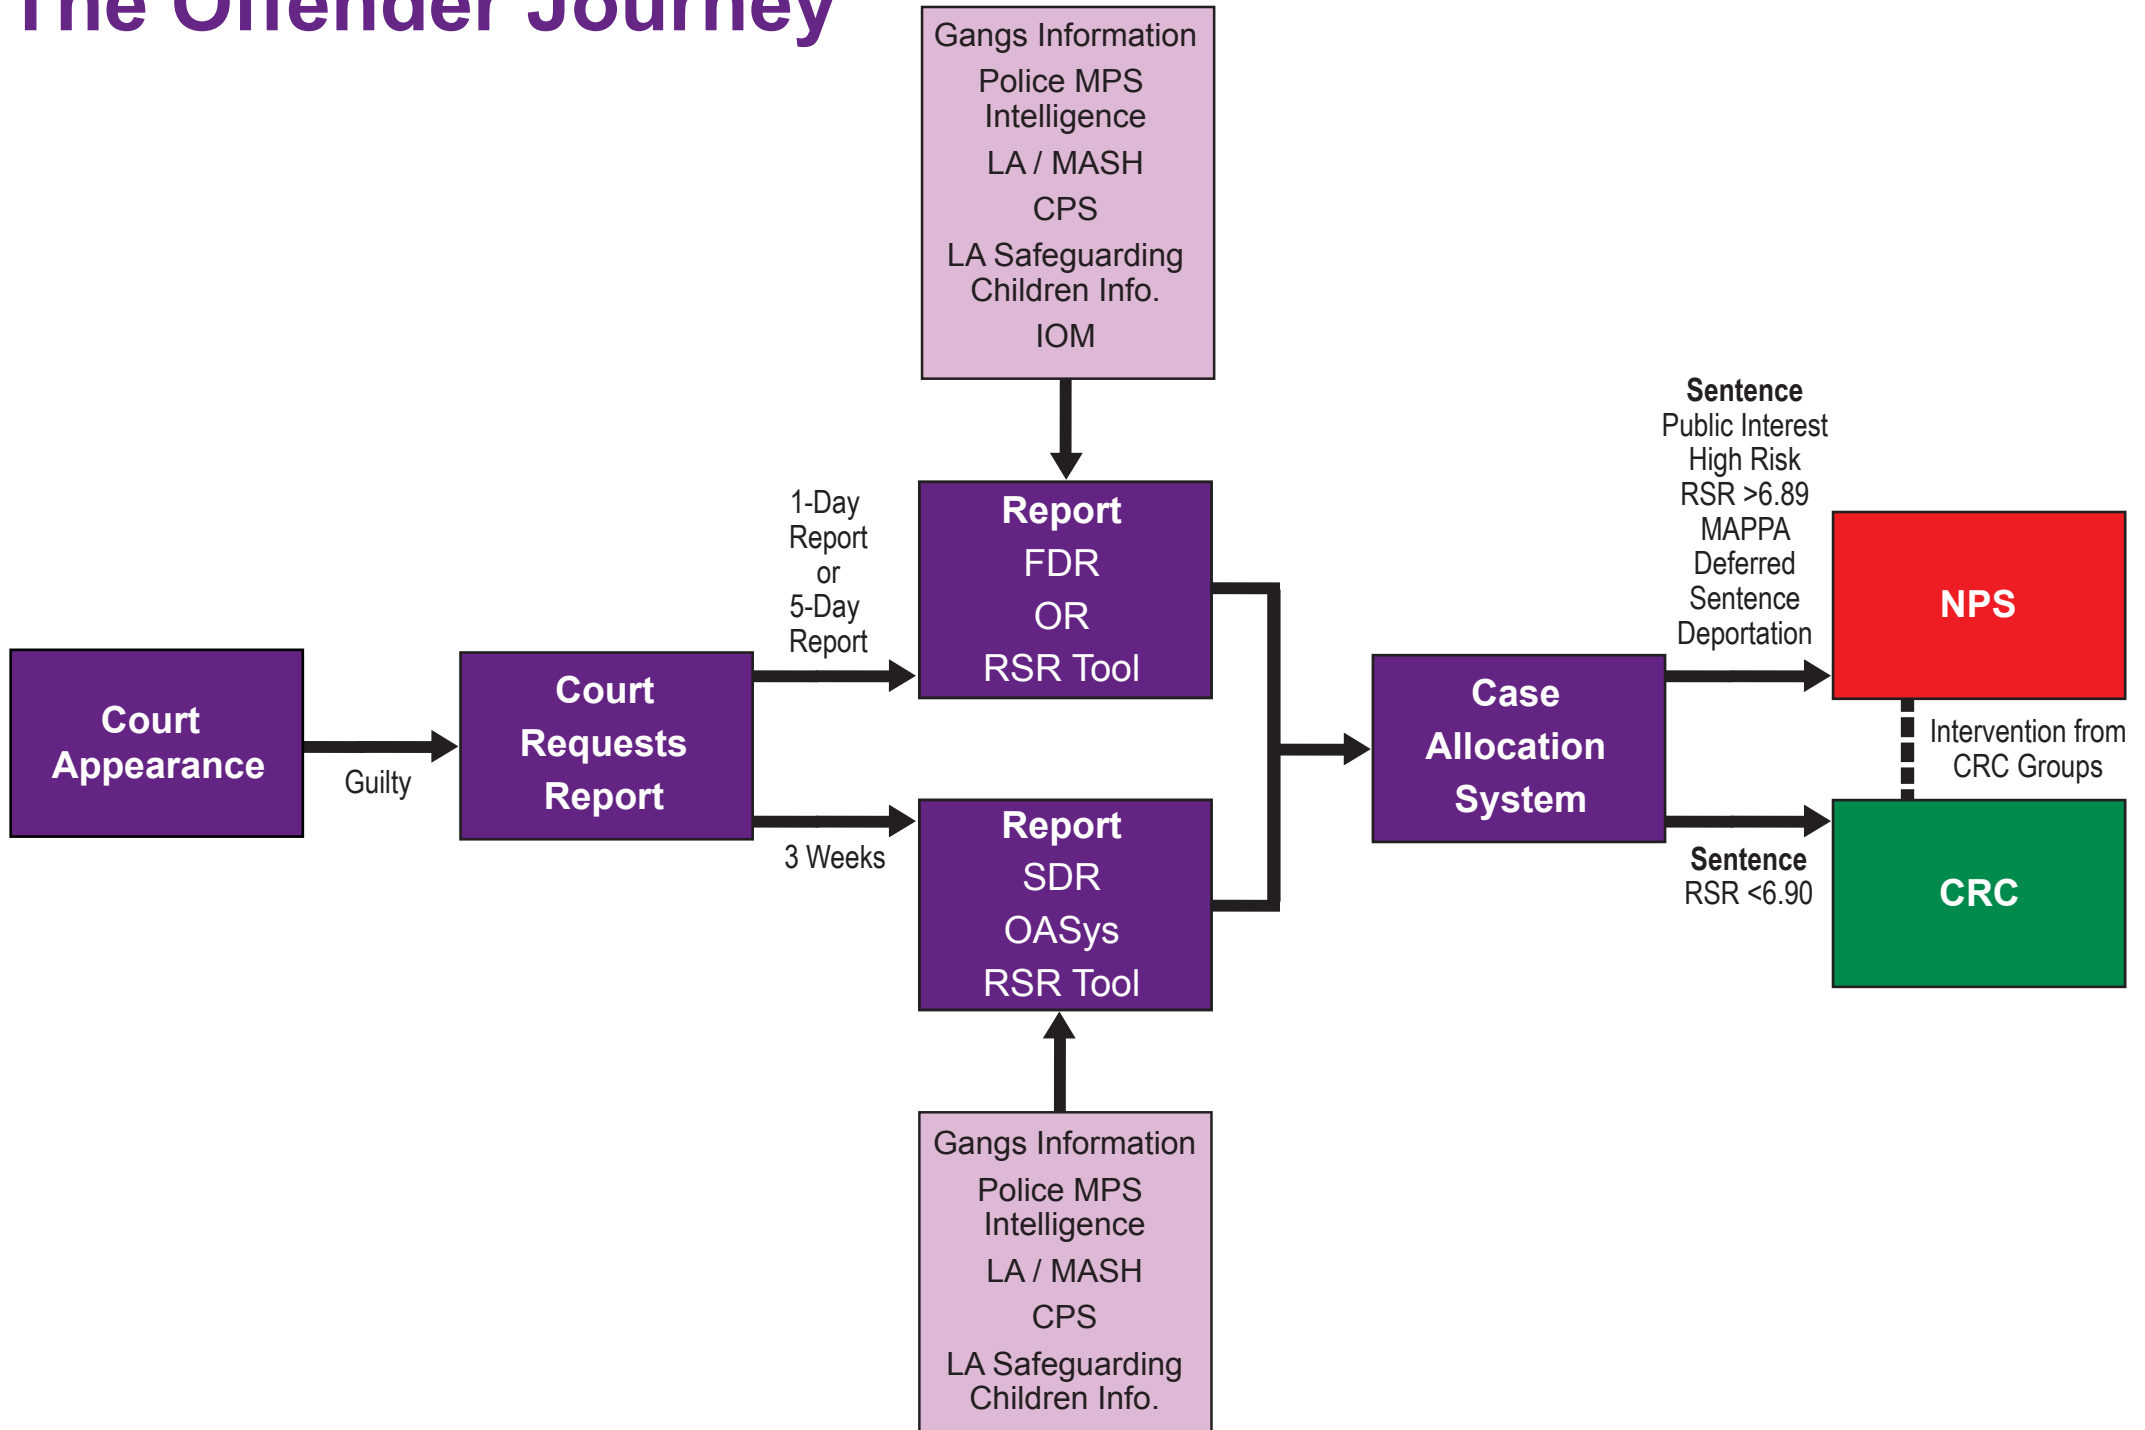 The Offender Journey
Gangs Information
Police MPS
Intelligence
LA / MASH
CPS
LA Safeguarding
Children Info.
IOM
Court
Appearance
Guilty
Court
Requests
Report
1-Day
Report
or
5-Day
Report
3 Weeks
Report
FDR
OR
RSR Tool
Report
SDR
OASys
RSR Tool
Gangs Information
Police MPS
Intelligence
LA / MASH
CPS
LA Safeguarding
Children Info.
Case
Allocation
System
Sentence
Public Interest
High Risk
RSR >6.89
MAPPA
Deferred
Sentence
Deportation
Sentence
RSR <6.90
NPS
Intervention from
CRC Groups
CRC